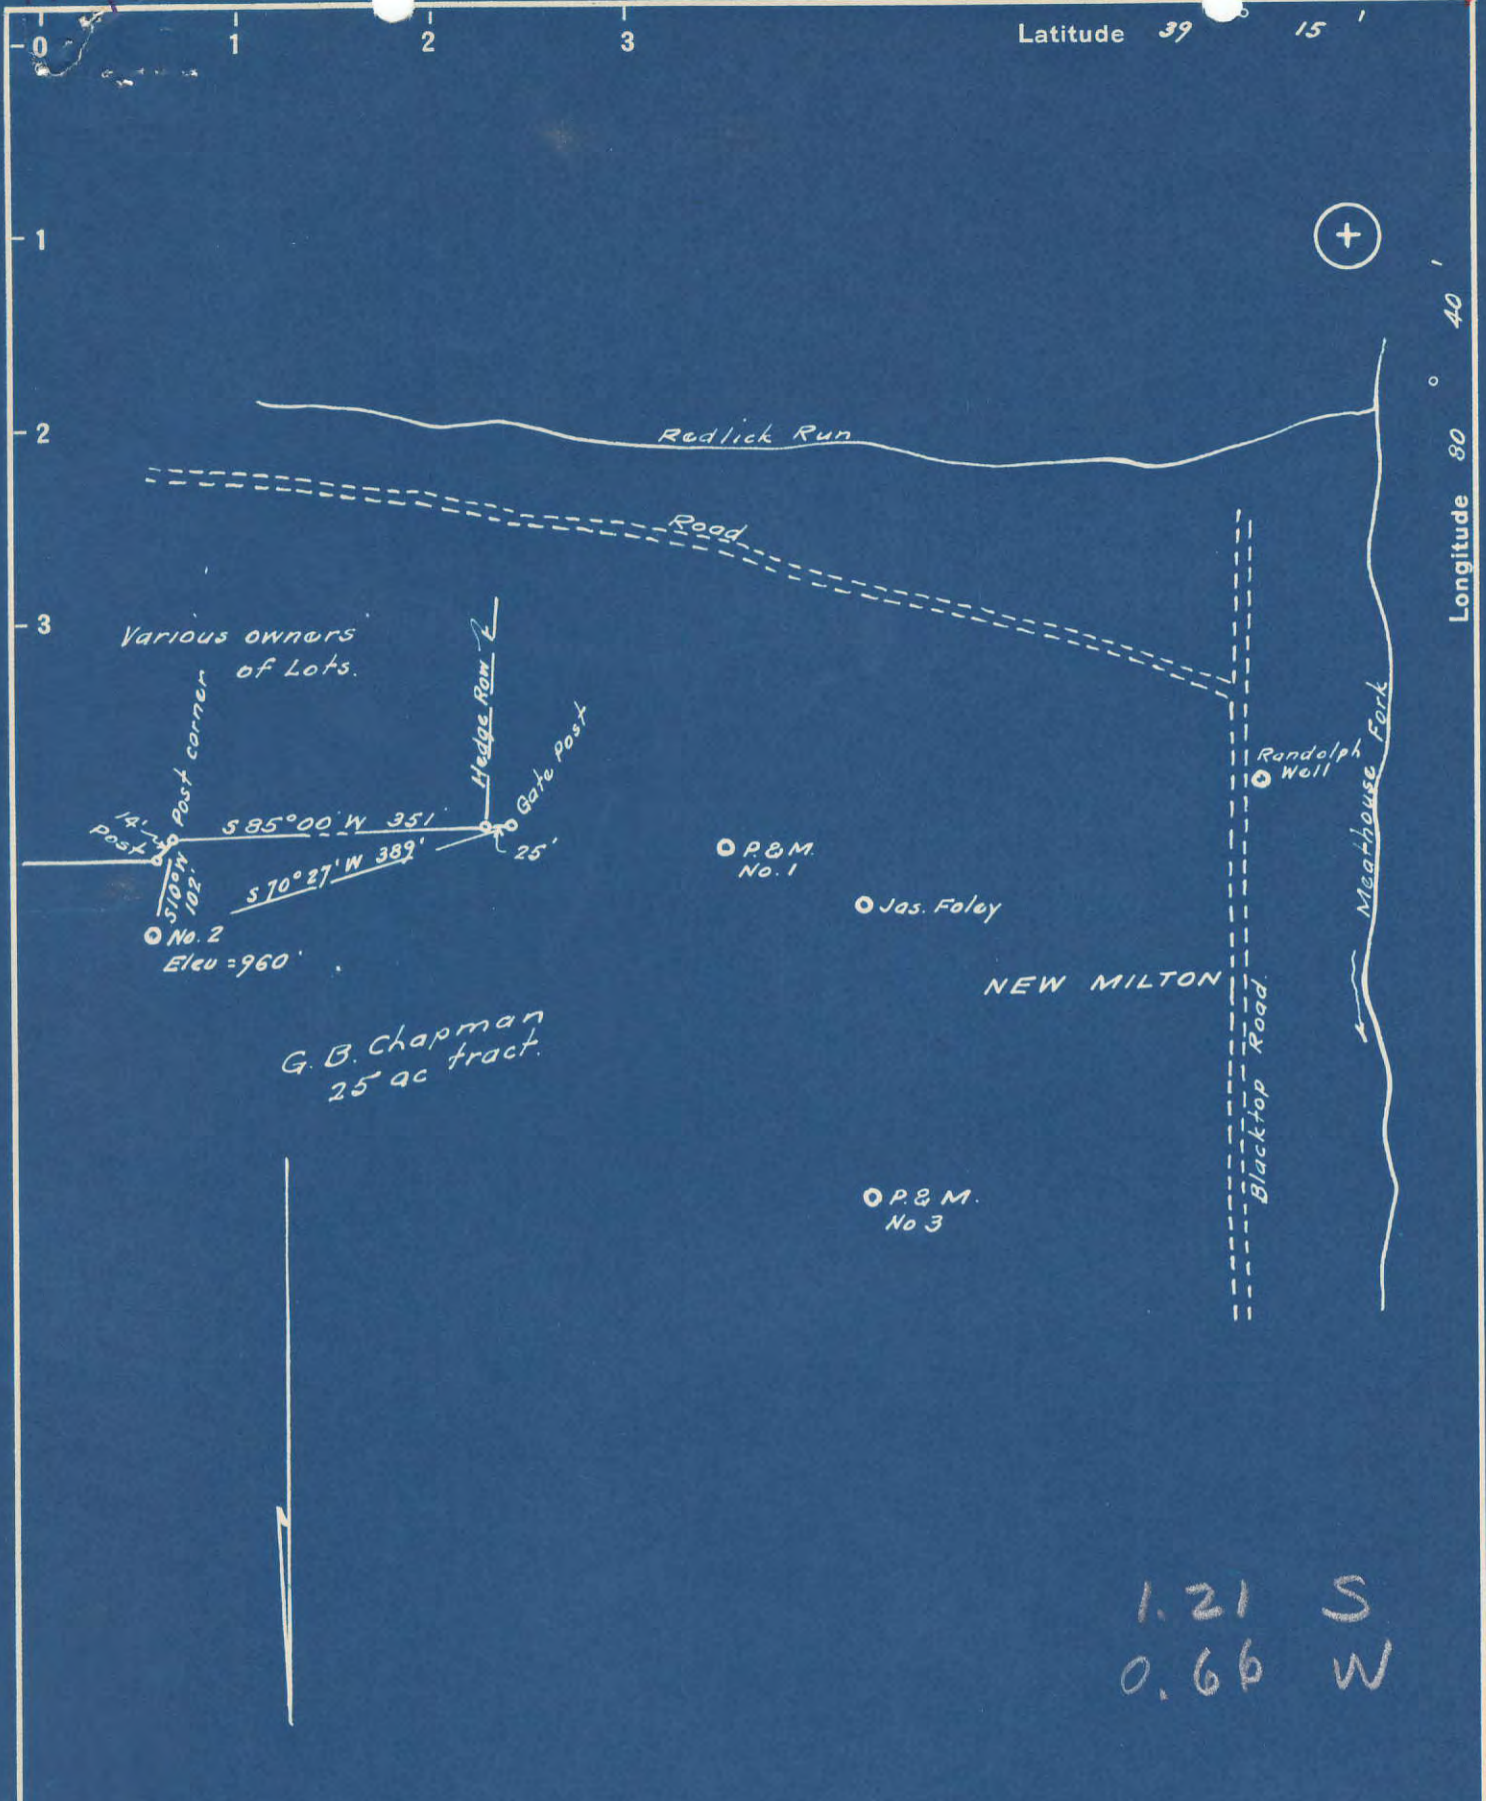 0 1 2 3 Latitude 39° 15'
1
Longitude 80° 40'
2
Redlick Run
Road
3
Various owners
of Lots.
Post corner
Hedge Row
Gate Post
Randolph
Well
Meathouse Fork
14'
Post
S 85° 00' W 351'
25'
S 70° 27' W 389'
S 10° W
102'
No. 2
Elev = 960'
P. & M.
No. 1
Jas. Foley
NEW MILTON
Blacktop Road.
G. B. Chapman
25 ac tract.
P. & M.
No 3
1.21 S
0.66 W